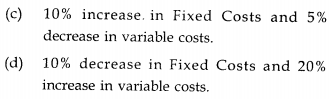 (c) 10% increase. in Fixed Costs and 5%
decrease in variable costs.
(d) 10% decrease in Fixed Costs and 20%
increase in variable costs.